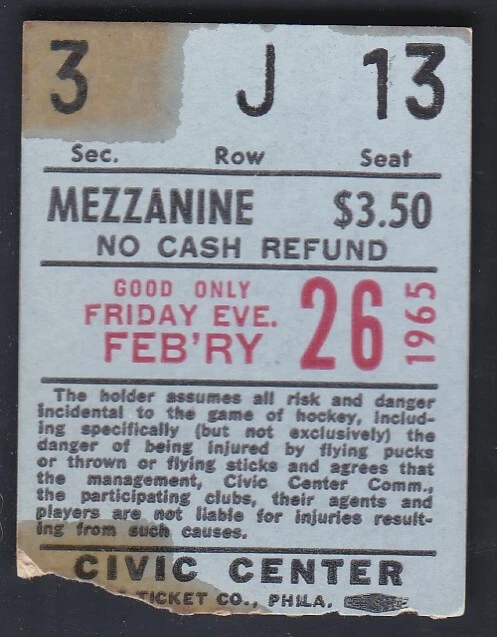 3 J 13
Sec. Row Seat
MEZZANINE $3.50
NO CASH REFUND
GOOD ONLY
FRIDAY EVE.
FEB'RY 26 1965
The holder assumes all risk and danger
incidental to the game of hockey, includ-
ing specifically (but not exclusively) the
danger of being injured by flying pucks
or thrown or flying sticks and agrees that
the management, Civic Center Comm.,
the participating clubs, their agents and
players are not liable for injuries result-
ing from such causes.
CIVIC CENTER
TICKET CO., PHILA.